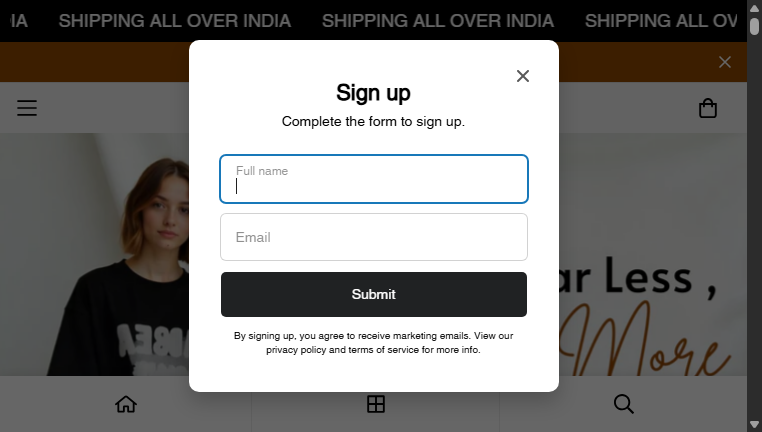 IA SHIPPING ALL OVER INDIA SHIPPING ALL OVER INDIA SHIPPING ALL OV
Sign up
Complete the form to sign up.
Full name
Email
Submit
By signing up, you agree to receive marketing emails. View our
privacy policy and terms of service for more info.
ar Less ,
More